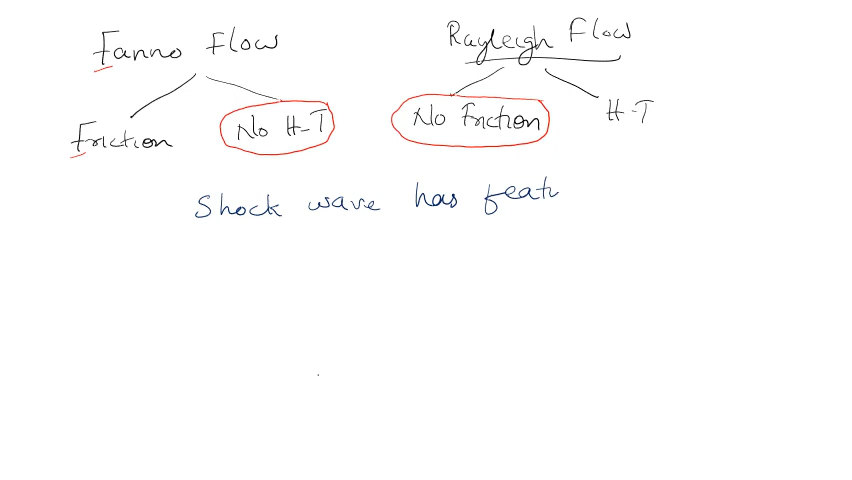 Fanno Flow
Rayleigh Flow
Friction
No H-T
No Friction
H-T
Shock wave has featu